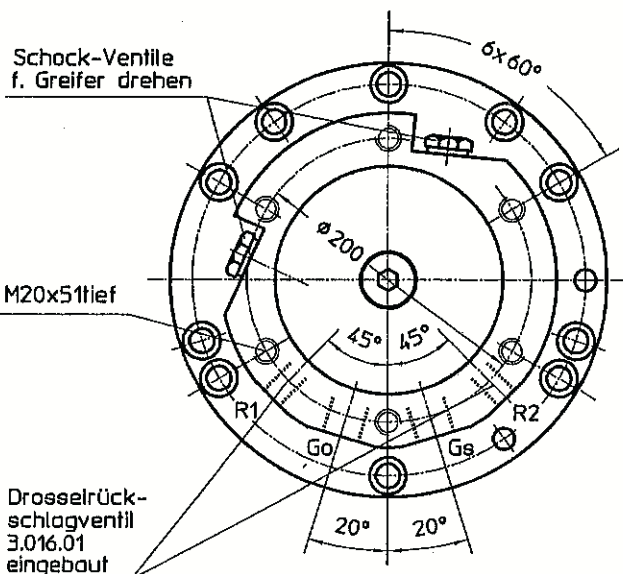 Schock-Ventile
f. Greifer drehen
6x60°
ø200
M20x51tief
45° 45°
R1
R2
Go
Gs
Drosselrück-
schlagventil
3.016.01
eingebaut
20° 20°